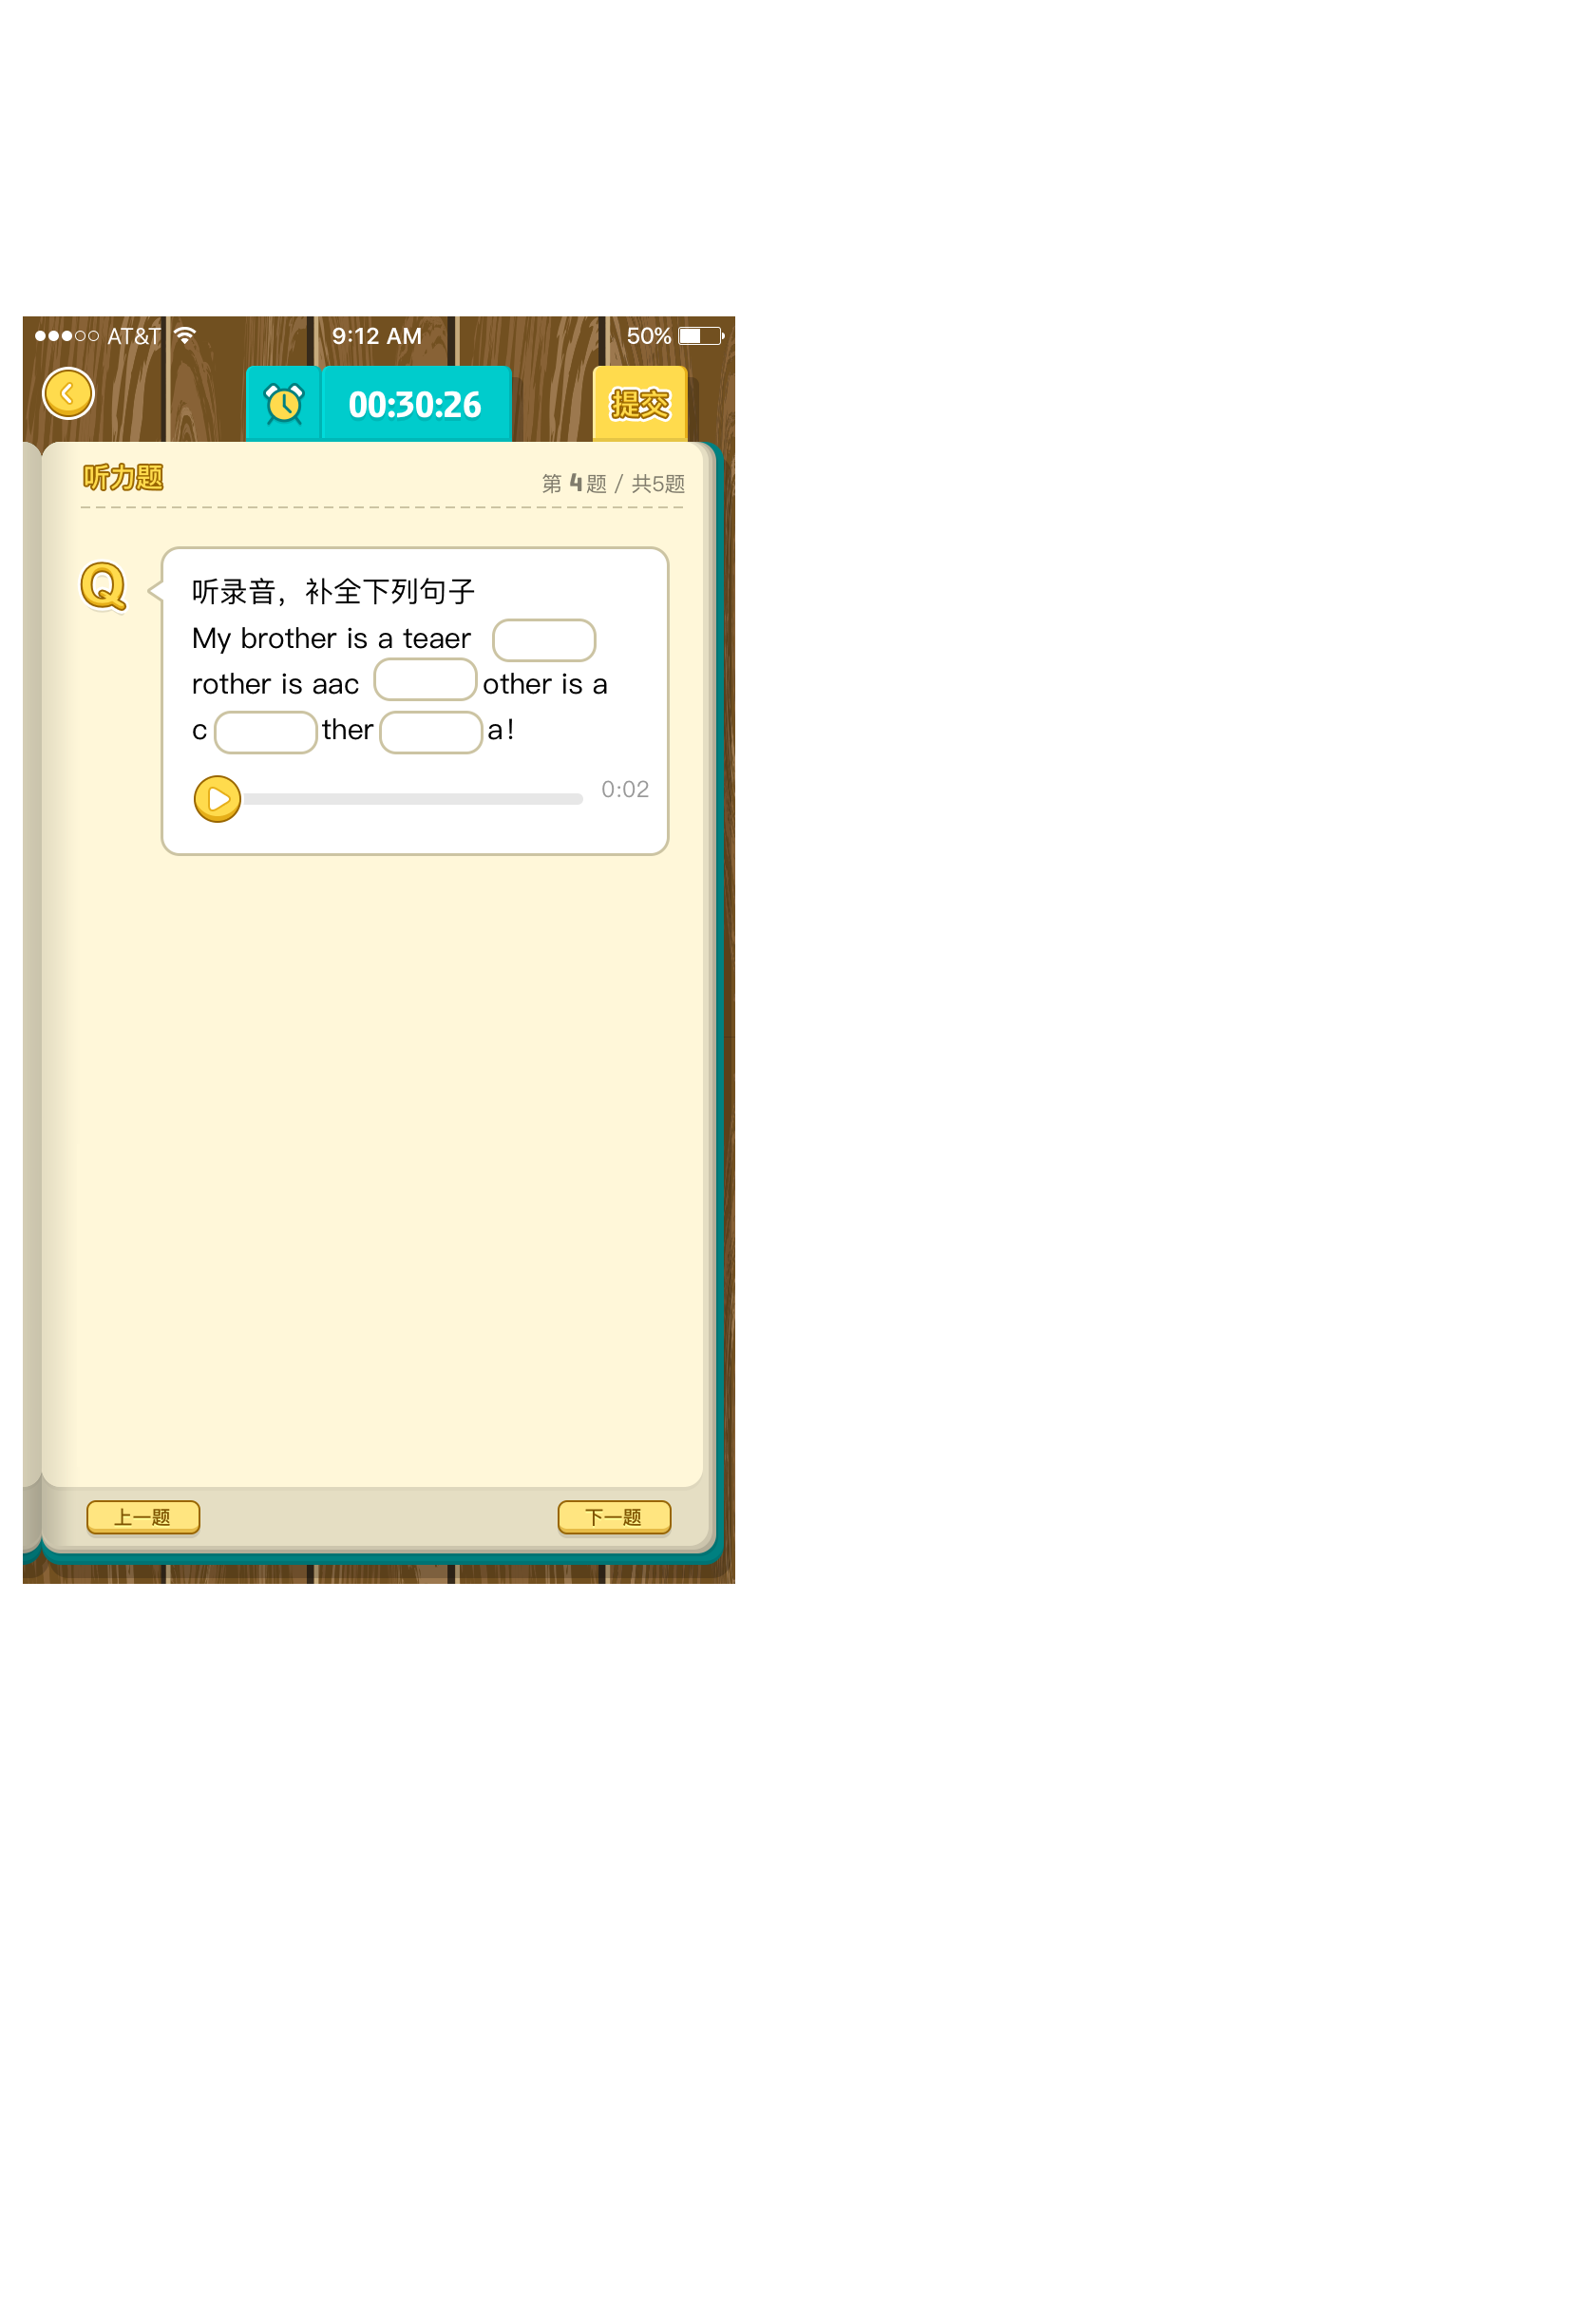 AT&T 9:12 AM 50%
00:30:26 提交
听力题 第 4 题 / 共5题
Q 听录音，补全下列句子
My brother is a teaer
rother is aac other is a
c ther a!
0:02
上一题 下一题